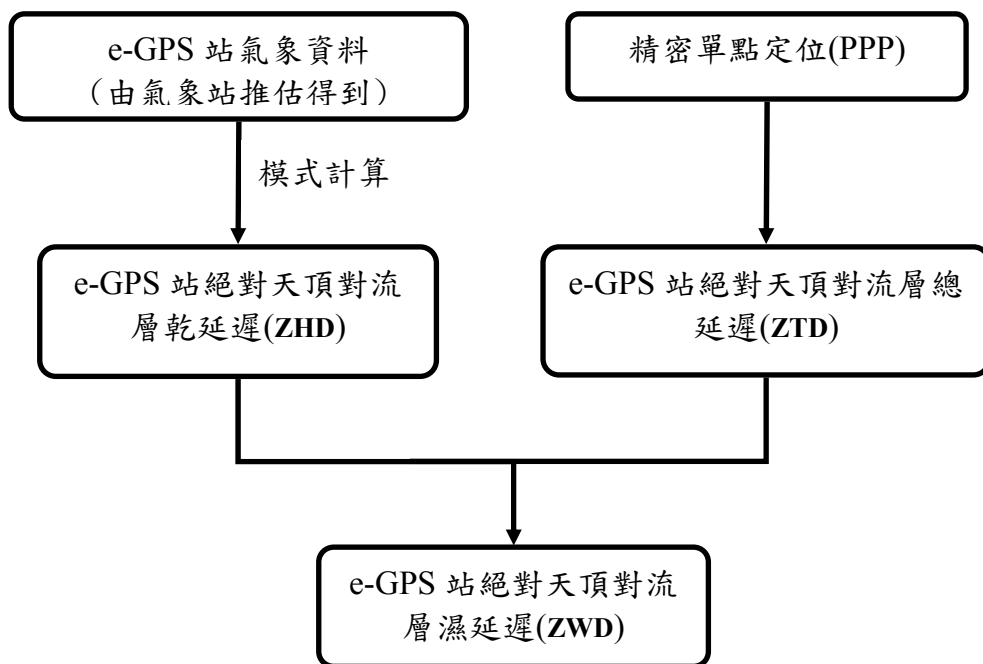 e-GPS 站氣象資料
（由氣象站推估得到）
精密單點定位(PPP)
模式計算
e-GPS 站絕對天頂對流
層乾延遲(ZHD)
e-GPS 站絕對天頂對流層總
延遲(ZTD)
e-GPS 站絕對天頂對流
層濕延遲(ZWD)